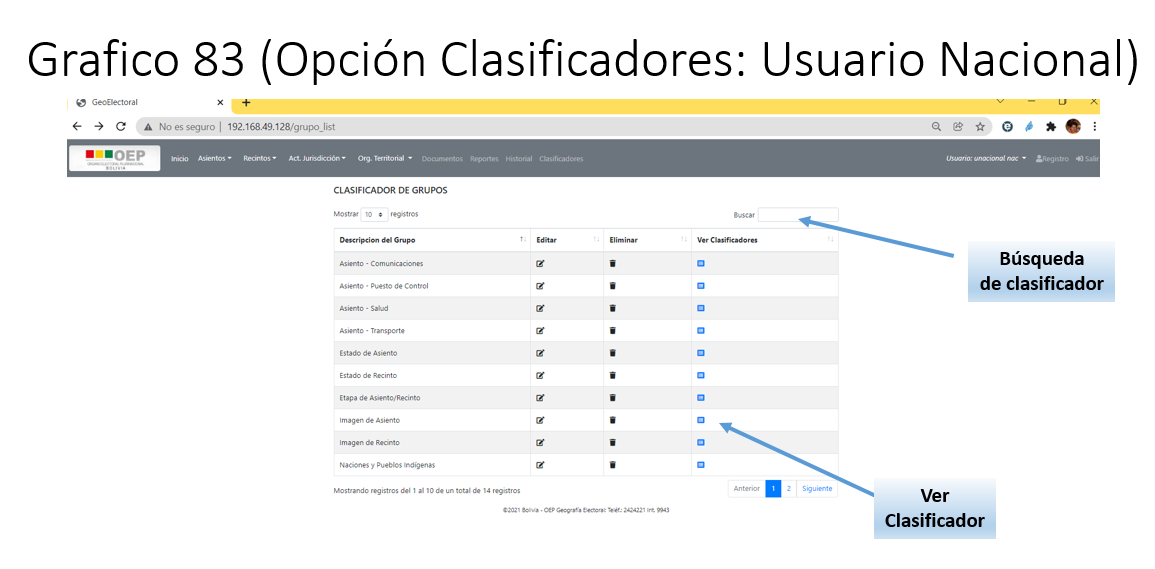 Grafico 83 (Opción Clasificadores: Usuario Nacional)
GeoElectoral
No es seguro | 192.168.49.128/grupo_list
OEP
ÓRGANO ELECTORAL PLURINACIONAL
BOLIVIA
Inicio Asientos Recintos Act. Jurisdicción Org. Territorial Documentos Reportes Historial Clasificadores
Usuario: unacional nac Registro Salir
CLASIFICADOR DE GRUPOS
Mostrar 10 registros
Buscar
Descripcion del Grupo Editar Eliminar Ver Clasificadores
Búsqueda
de clasificador
Asiento - Comunicaciones
Asiento - Puesto de Control
Asiento - Salud
Asiento - Transporte
Estado de Asiento
Estado de Recinto
Etapa de Asiento/Recinto
Imagen de Asiento
Imagen de Recinto
Naciones y Pueblos Indígenas
Mostrando registros del 1 al 10 de un total de 14 registros
Anterior 1 2 Siguiente
Ver
Clasificador
©2021 Bolivia - OEP Geografía Electoral: Teléf.: 2424221 Int. 9943